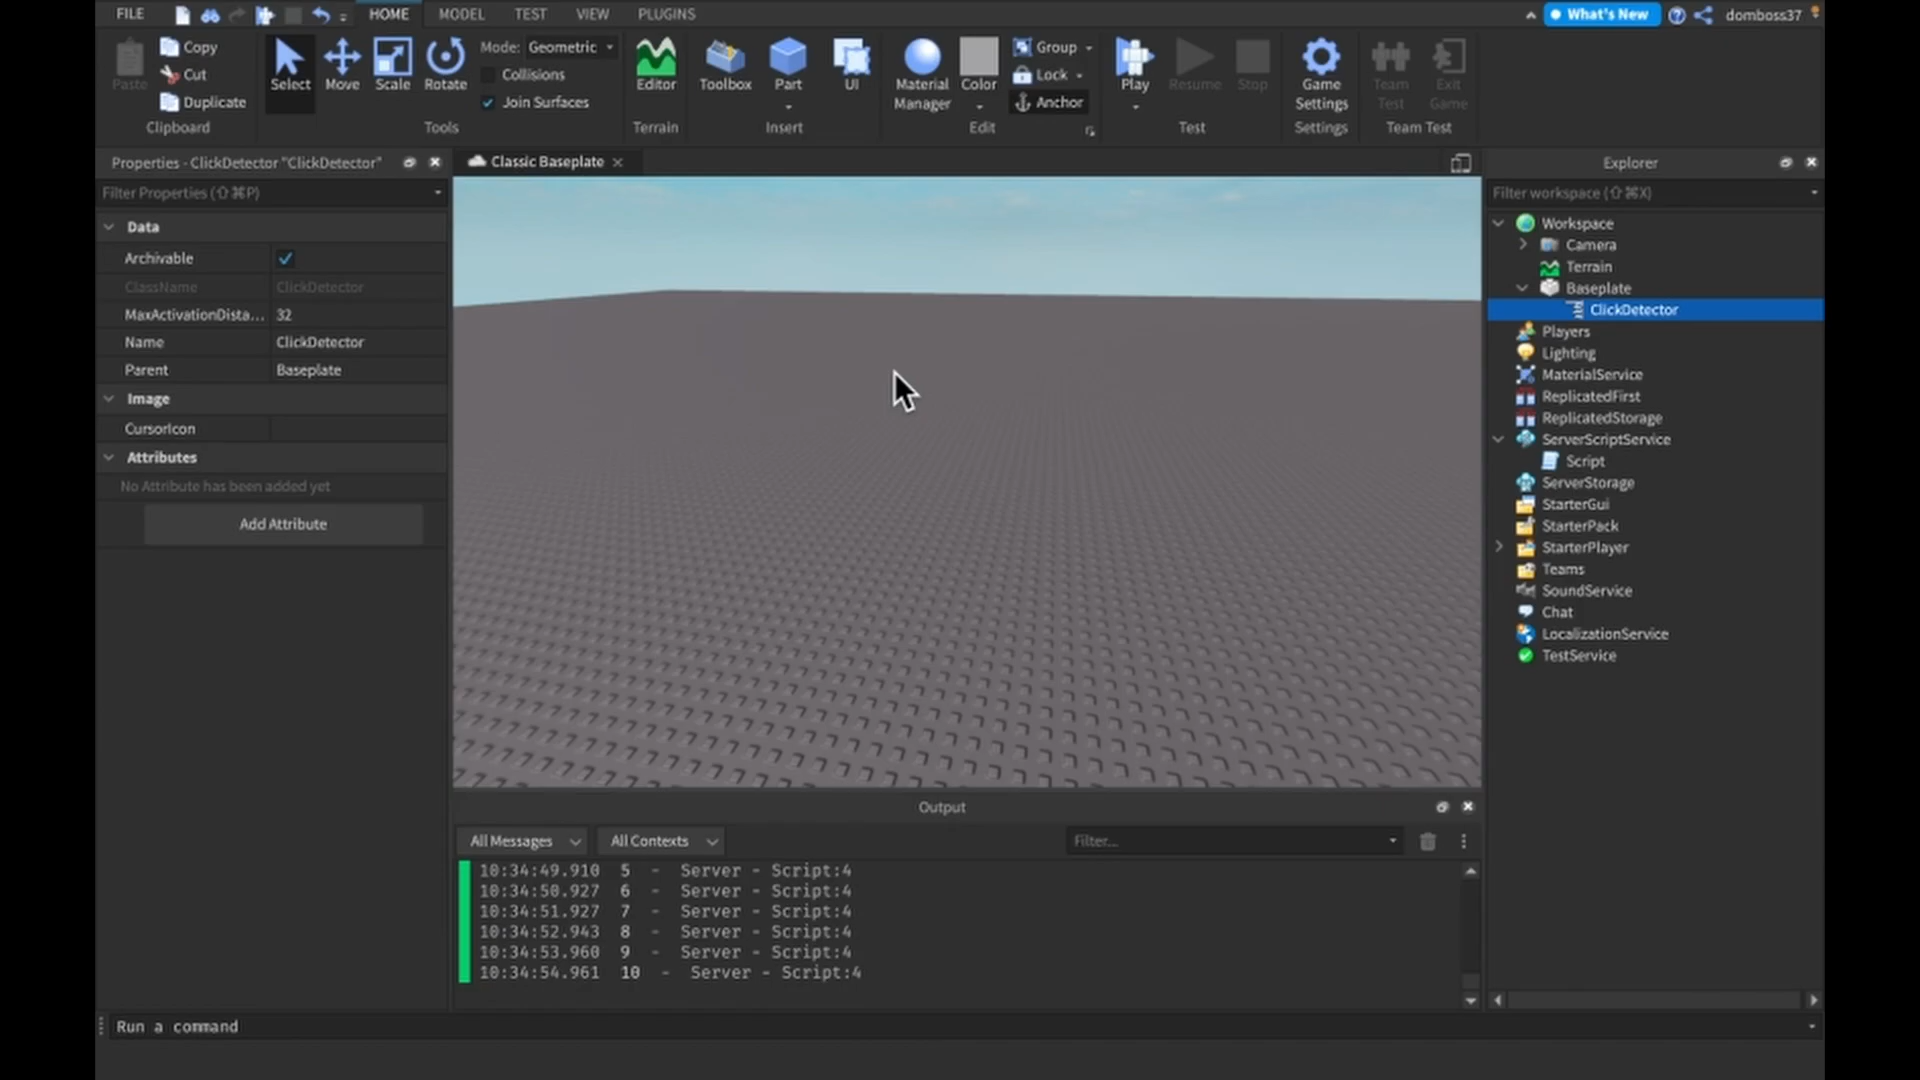 FILE
HOME
MODEL
TEST
VIEW
PLUGINS
What's New
domboss37
Paste
Copy
Cut
Duplicate
Clipboard
Select
Move
Scale
Rotate
Mode: Geometric
Collisions
Join Surfaces
Tools
Editor
Terrain
Toolbox
Part
UI
Insert
Material
Manager
Color
Group
Lock
Anchor
Edit
Play
Resume
Stop
Test
Game
Settings
Settings
Team
Test
Exit
Game
Team Test
Properties - ClickDetector "ClickDetector"
Filter Properties (⇧⌘P)
Data
Archivable
ClassName ClickDetector
MaxActivationDista... 32
Name ClickDetector
Parent Baseplate
Image
CursorIcon
Attributes
No Attribute has been added yet
Add Attribute
Classic Baseplate
Output
All Messages
All Contexts
Filter...
10:34:49.910 5 - Server - Script:4
10:34:50.927 6 - Server - Script:4
10:34:51.927 7 - Server - Script:4
10:34:52.943 8 - Server - Script:4
10:34:53.960 9 - Server - Script:4
10:34:54.961 10 - Server - Script:4
Explorer
Filter workspace (⇧⌘X)
Workspace
Camera
Terrain
Baseplate
ClickDetector
Players
Lighting
MaterialService
ReplicatedFirst
ReplicatedStorage
ServerScriptService
Script
ServerStorage
StarterGui
StarterPack
StarterPlayer
Teams
SoundService
Chat
LocalizationService
TestService
Run a command